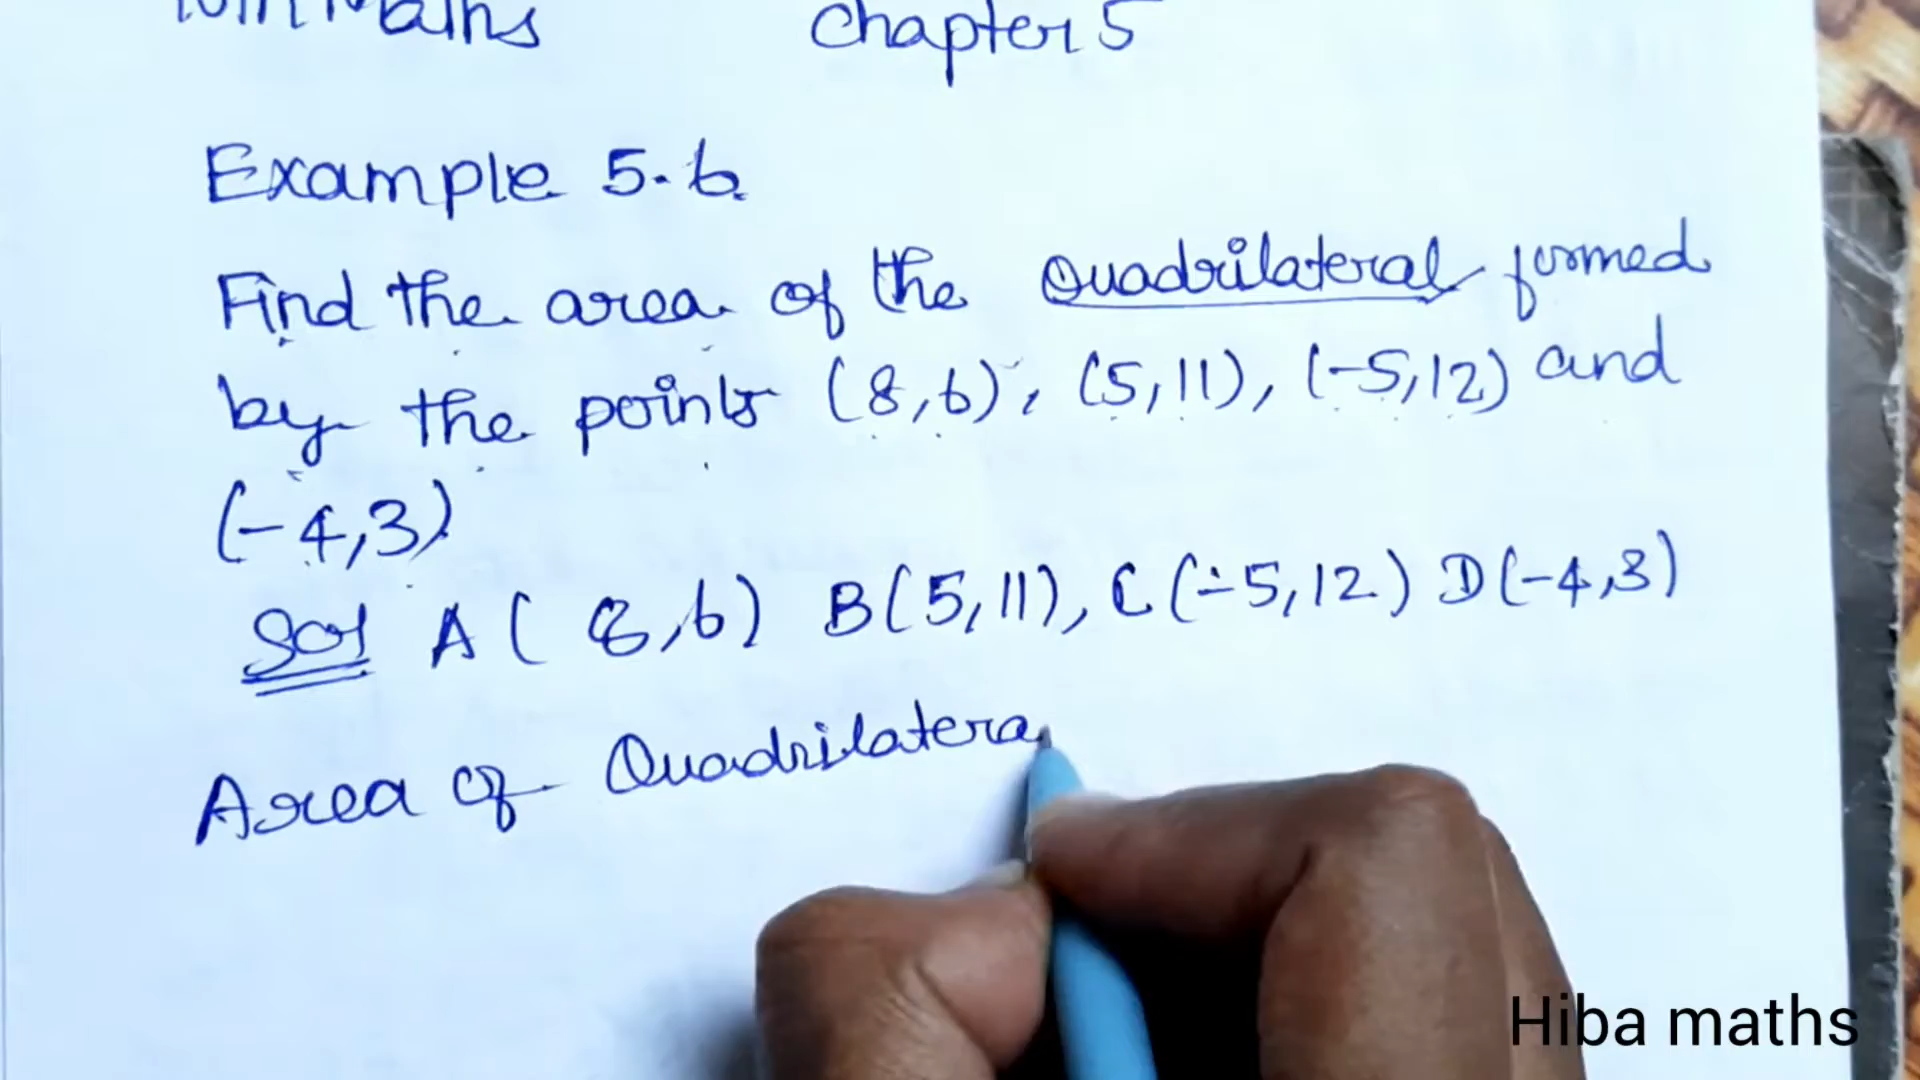 Maths Chapter 5
Example 5.6
Find the area of the Quadrilateral formed
by the points (8,6), (5,11), (-5,12) and
(-4,3)
Sol A ( 8,6) B(5,11), C(-5,12) D(-4,3)
Area of Quadrilatera
Hiba maths